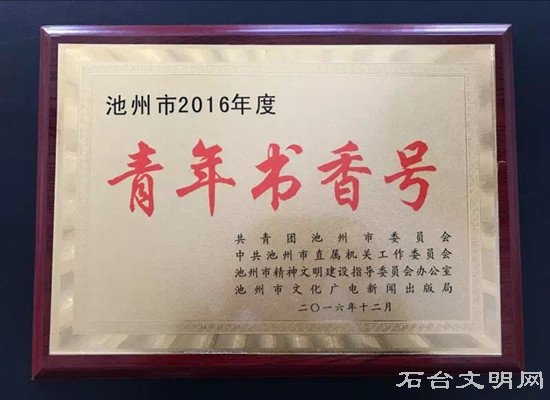 池州市2016年度
青年书香号
共青团池州市委员会
中共池州市直属机关工作委员会
池州市精神文明建设指导委员会办公室
池州市文化广电新闻出版局
二〇一六年十二月
石台文明网